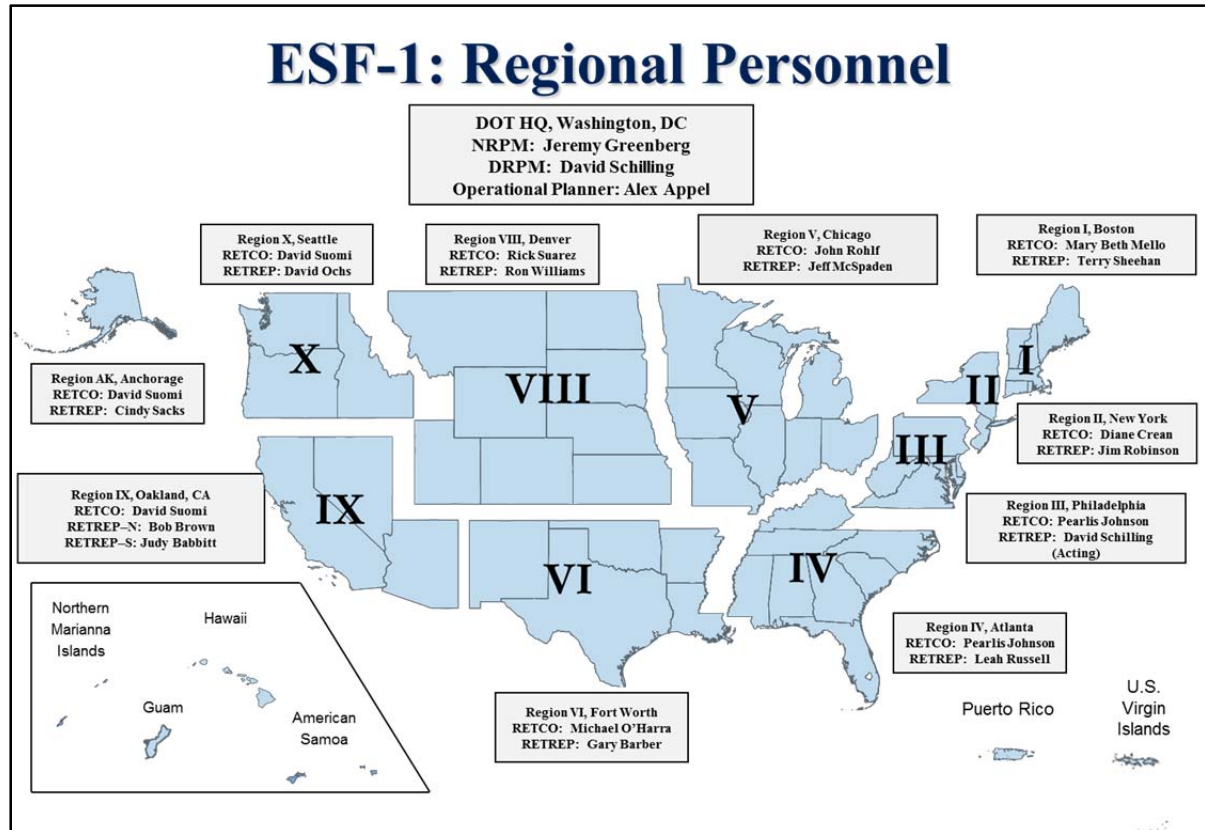 ESF-1: Regional Personnel
DOT HQ, Washington, DC
NRPM: Jeremy Greenberg
DRPM: David Schilling
Operational Planner: Alex Appel
Region X, Seattle
RETCO: David Suomi
RETREP: David Ochs
Region VIII, Denver
RETCO: Rick Suarez
RETREP: Ron Williams
Region V, Chicago
RETCO: John Rohlf
RETREP: Jeff McSpaden
Region I, Boston
RETCO: Mary Beth Mello
RETREP: Terry Sheehan
Region AK, Anchorage
RETCO: David Suomi
RETREP: Cindy Sacks
X
VIII
V
I
II
III
Region II, New York
RETCO: Diane Crean
RETREP: Jim Robinson
Region IX, Oakland, CA
RETCO: David Suomi
RETREP–N: Bob Brown
RETREP–S: Judy Babbitt
IX
VI
IV
Region III, Philadelphia
RETCO: Pearlis Johnson
RETREP: David Schilling
(Acting)
Region IV, Atlanta
RETCO: Pearlis Johnson
RETREP: Leah Russell
Northern
Marianna
Islands
Hawaii
Guam
American
Samoa
Region VI, Fort Worth
RETCO: Michael O’Harra
RETREP: Gary Barber
Puerto Rico
U.S.
Virgin
Islands